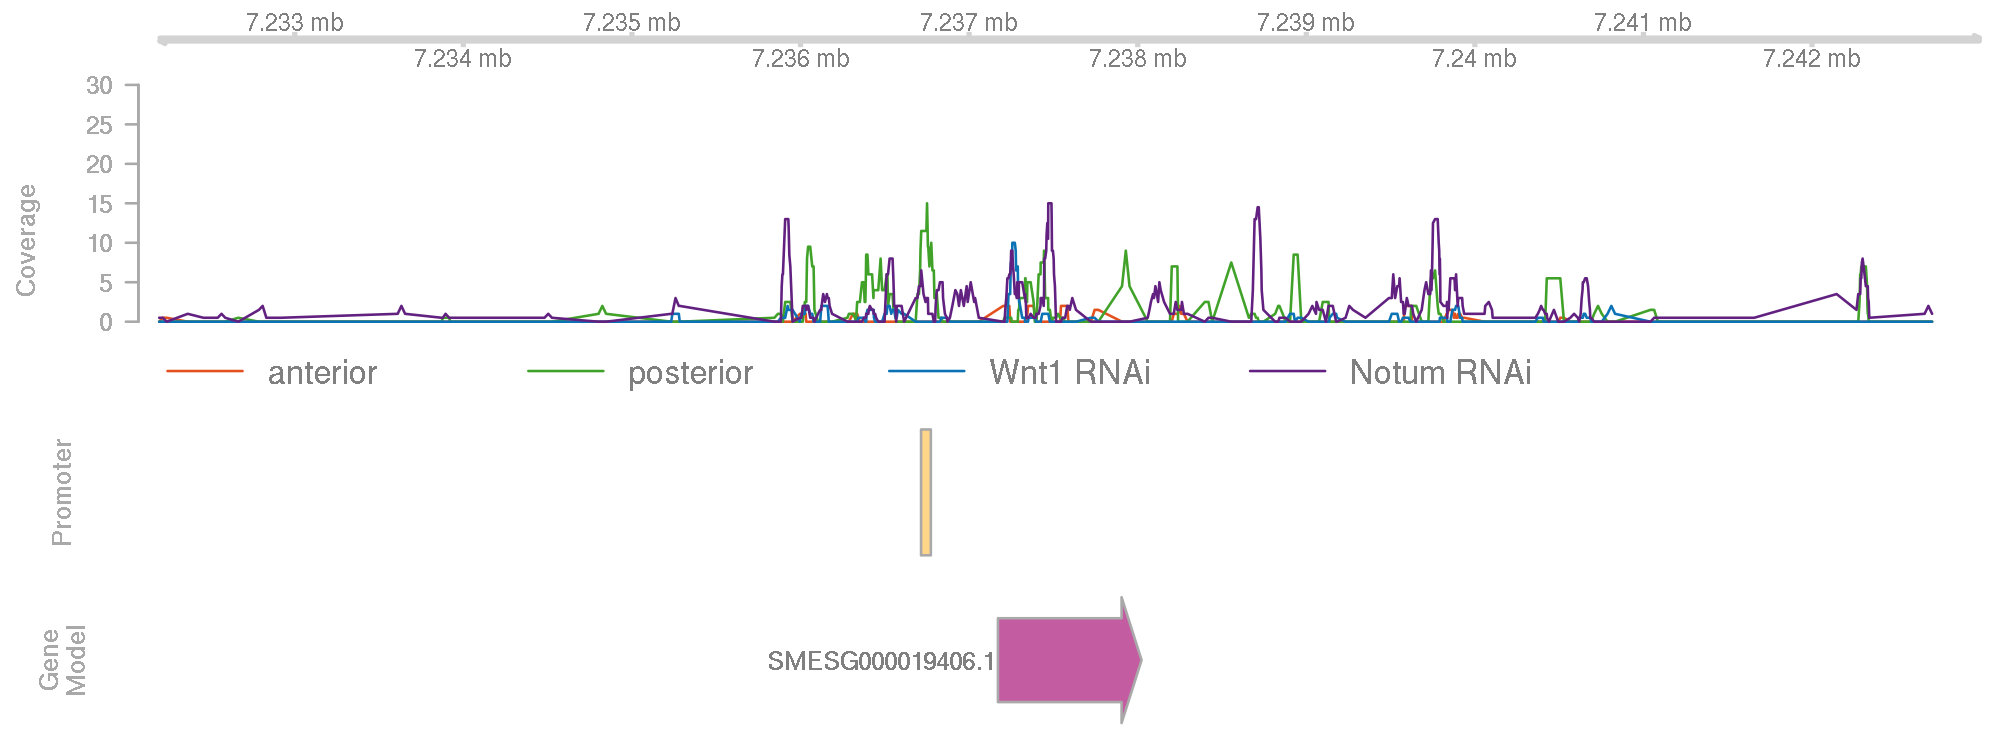 7.233 mb 7.235 mb 7.237 mb 7.239 mb 7.241 mb
7.234 mb 7.236 mb 7.238 mb 7.24 mb 7.242 mb
30
25
20
15
10
5
0
Coverage
anterior posterior Wnt1 RNAi Notum RNAi
Promoter
Gene
Model
SMESG000019406.1